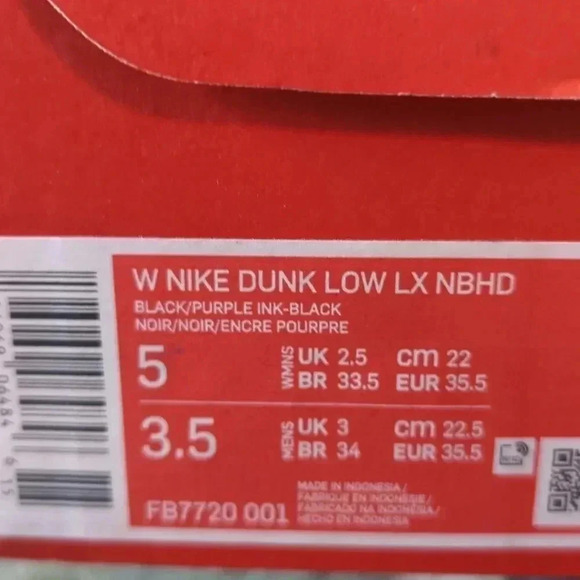 W NIKE DUNK LOW LX NBHD
BLACK/PURPLE INK-BLACK
NOIR/NOIR/ENCRE POURPRE
5 WMNS UK 2.5 cm 22
BR 33.5 EUR 35.5
3.5 MENS UK 3 cm 22.5
BR 34 EUR 35.5
FB7720 001
MADE IN INDONESIA /
FABRIQUE EN INDONESIE /
FABRICADO NA INDONÉSIA /
HECHO EN INDONESIA